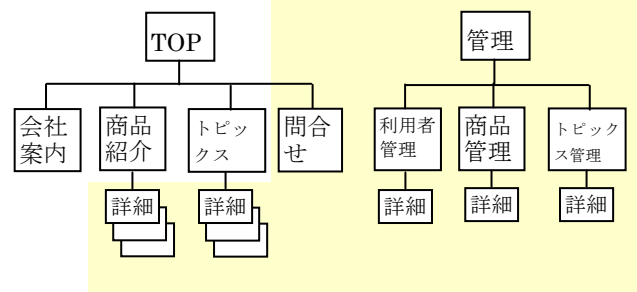 TOP
管理
会社
案内
商品
紹介
トピッ
クス
問合
せ
利用者
管理
商品
管理
トピック
ス管理
詳細
詳細
詳細
詳細
詳細